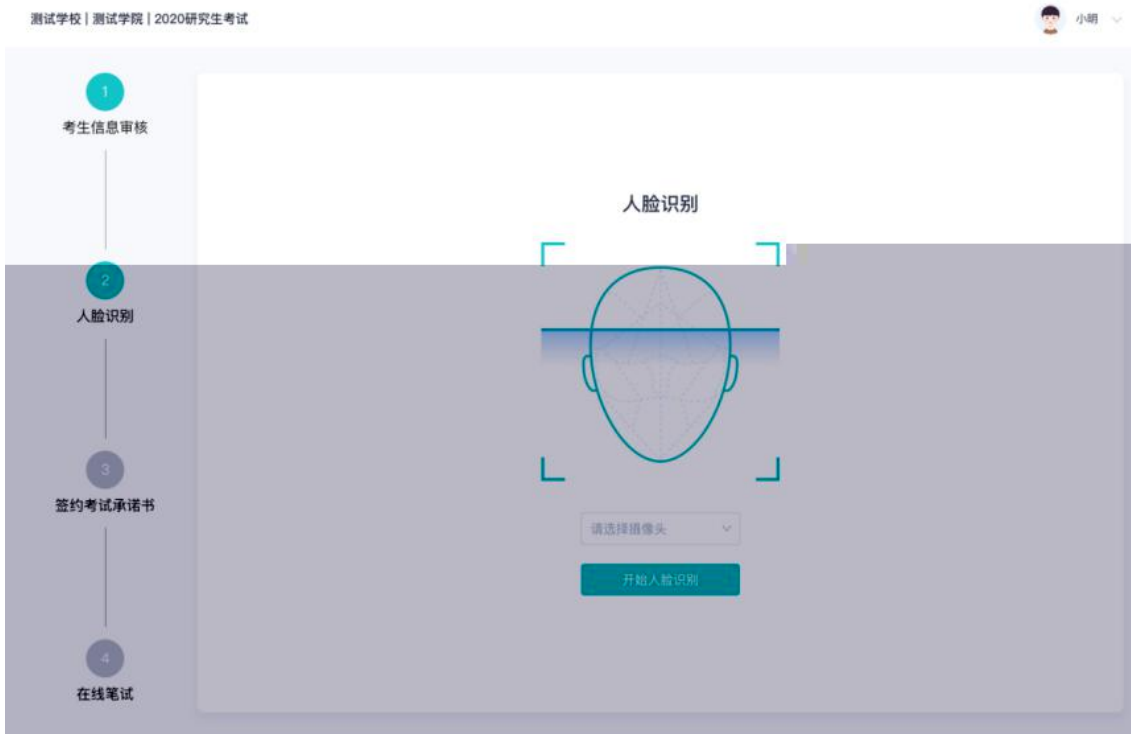 测试学校 | 测试学院 | 2020研究生考试
小明
1
考生信息审核
人脸识别
2
人脸识别
3
签约考试承诺书
请选择摄像头
开始人脸识别
4
在线笔试